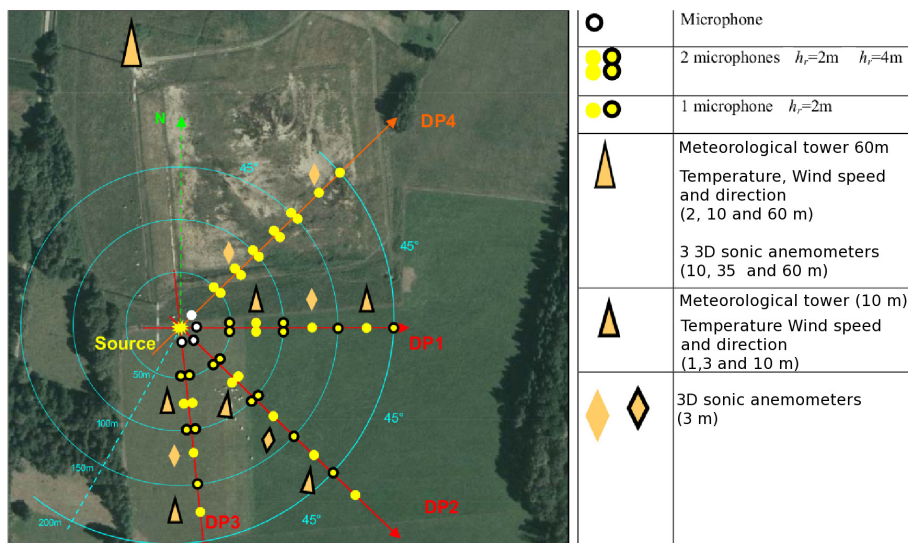 N
DP4
45°
45°
Source
DP1
50m
100m
45°
150m
200m
DP3
45°
DP2
Microphone
2 microphones hr=2m hr=4m
1 microphone hr=2m
Meteorological tower 60m
Temperature, Wind speed
and direction
(2, 10 and 60 m)
3 3D sonic anemometers
(10, 35 and 60 m)
Meteorological tower (10 m)
Temperature Wind speed
and direction
(1,3 and 10 m)
3D sonic anemometers
(3 m)